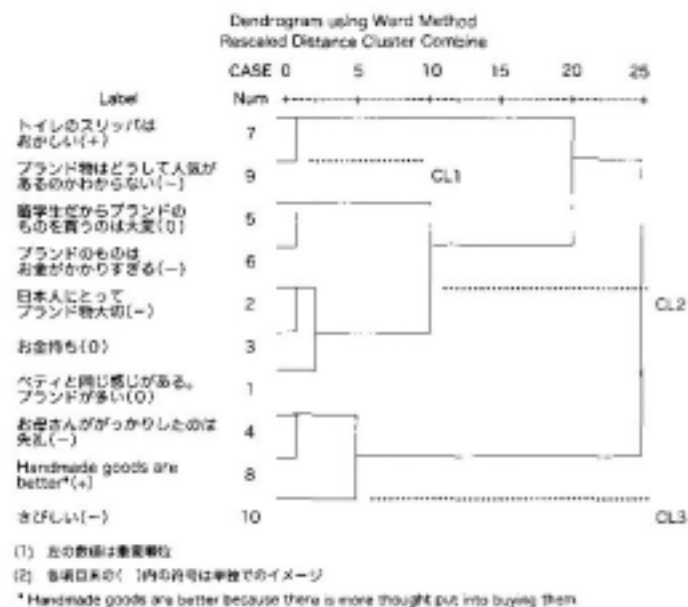 Dendrogram using Ward Method
Rescaled Distance Cluster Combine
CASE 0 5 10 15 20 25
Label Num
トイレのスリッパは
おかしい(+) 7
ブランド物はどうして人気が
あるのかわからない(-) 9
CL1
留学生だからブランドの
ものを買うのは大変(0) 5
ブランドのものは
お金がかかりすぎる(-) 6
日本人にとって
ブランド物大切(-) 2
CL2
お金持ち(0) 3
ベティと同じ感じがある。
ブランドが多い(0) 1
お母さんががっかりしたのは
失礼(-) 4
Handmade goods are
better*(+) 8
さびしい(-) 10
CL3
(1) 左の数値は重要順位
(2) 各項目末の( )内の符号は単独でのイメージ
* Handmade goods are better because there is more thought put into buying them.